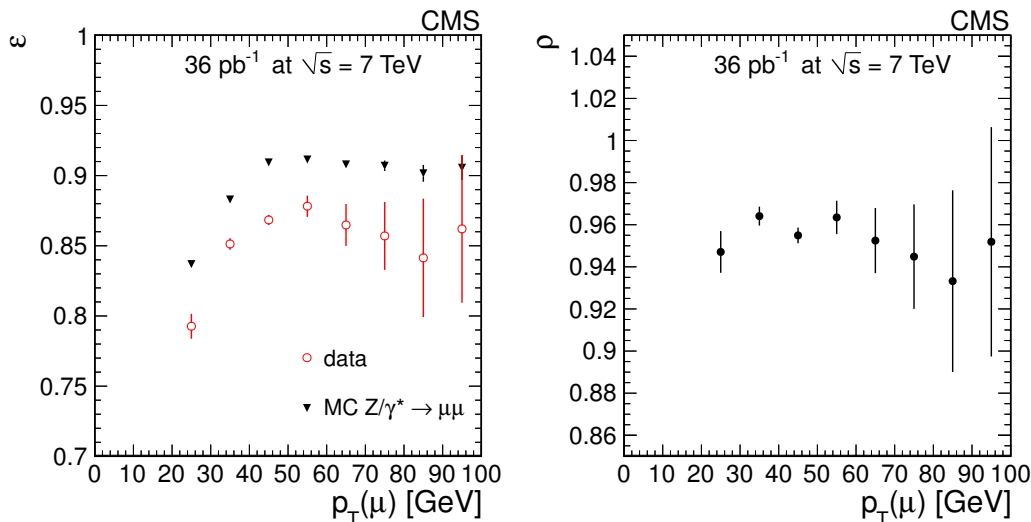 CMS
ε
36 pb⁻¹ at √s = 7 TeV
1
0.95
0.9
0.85
0.8
0.75
0.7
data
MC Z/γ* → μμ
0 10 20 30 40 50 60 70 80 90 100
p_T(μ) [GeV]
CMS
ρ
36 pb⁻¹ at √s = 7 TeV
1.04
1.02
1
0.98
0.96
0.94
0.92
0.9
0.88
0.86
0 10 20 30 40 50 60 70 80 90 100
p_T(μ) [GeV]